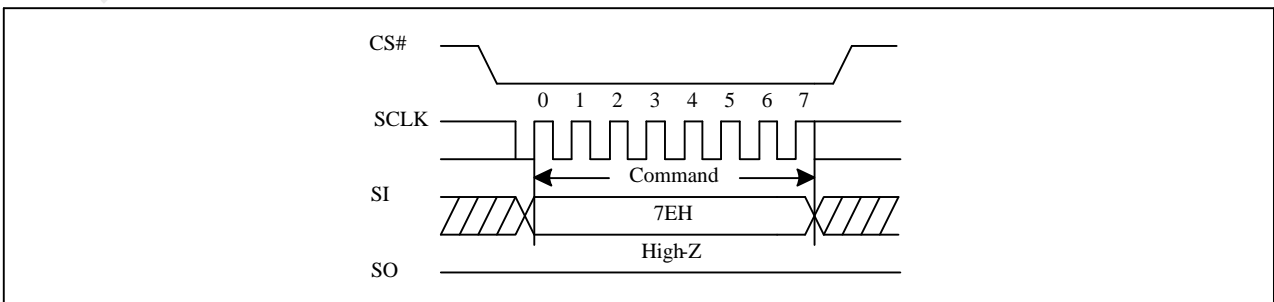 CS#
0 1 2 3 4 5 6 7
SCLK
Command
SI
7EH
High-Z
SO